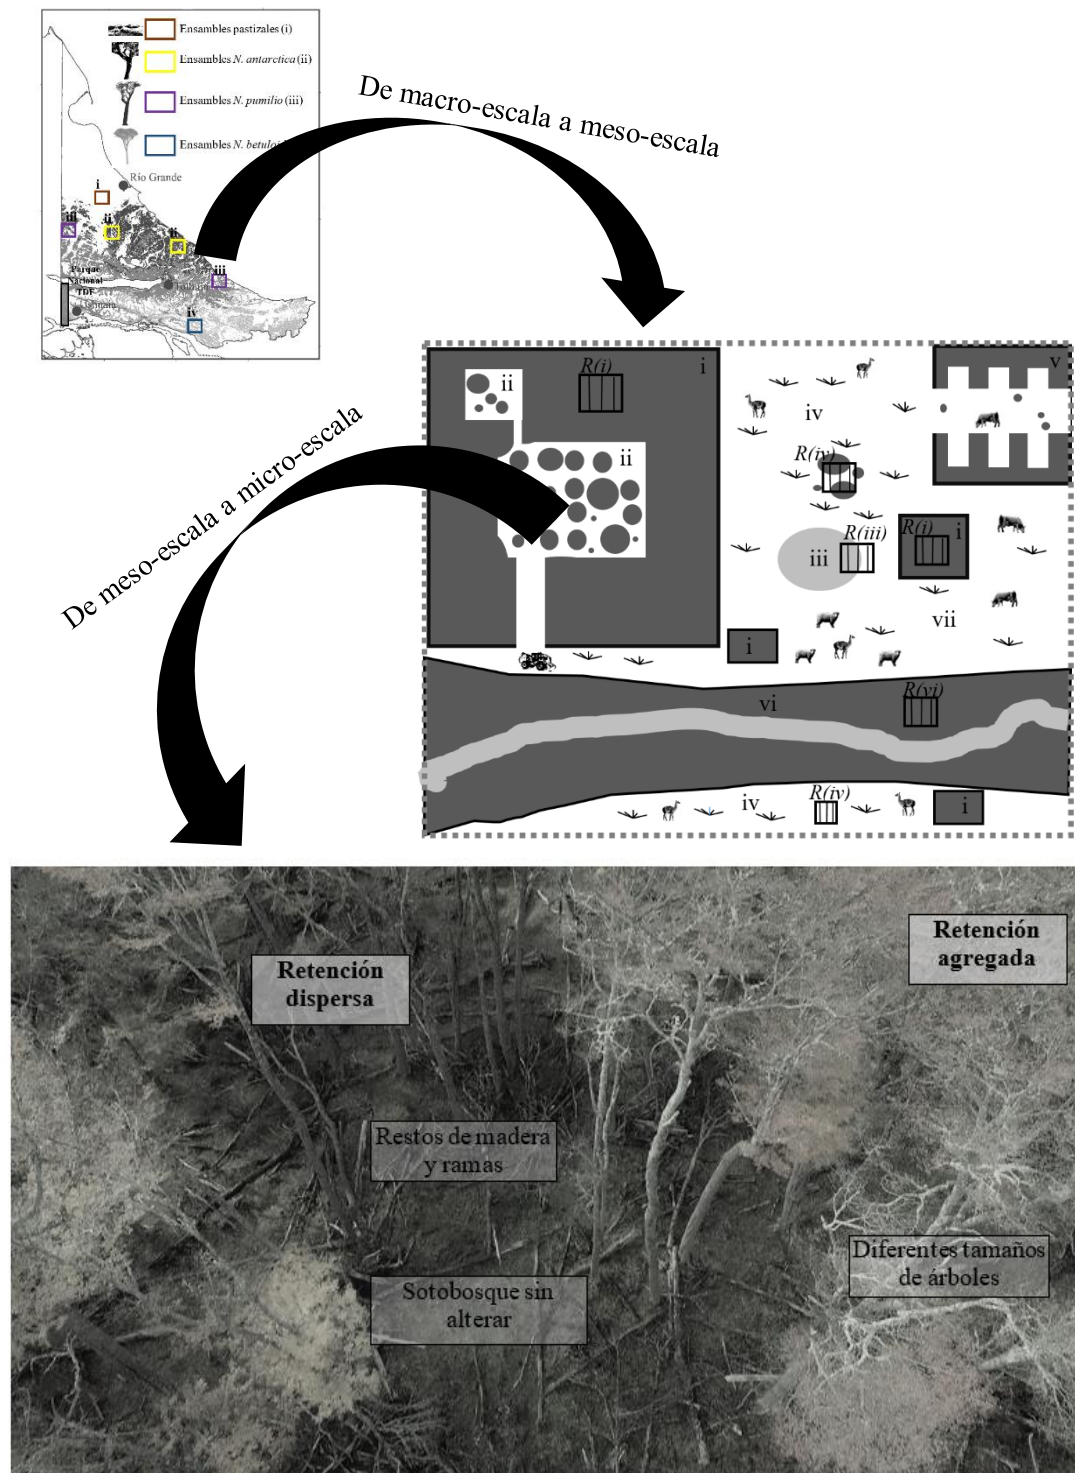 Ensambles pastizales (i)
Ensambles N. antarctica (ii)
Ensambles N. pumilio (iii)
Ensambles N. betuloi
i
Río Grande
iii
ii
ii
iii
Parque
Nacional
TDF
iv
De macro-escala a meso-escala
De meso-escala a micro-escala
R(i)
i
ii
ii
iv
v
R(iv)
R(iii)
iii
R(i)
i
vii
i
vi
R(vi)
iv
R(iv)
i
Retención
dispersa
Retención
agregada
Restos de madera
y ramas
Diferentes tamaños
de árboles
Sotobosque sin
alterar